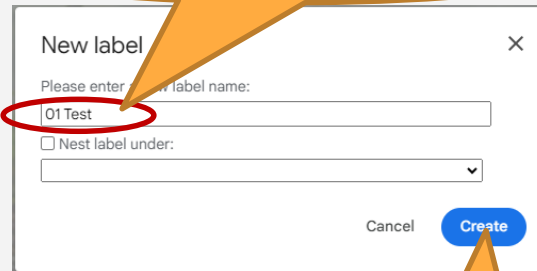 New label
Please enter a label name:
01 Test
Nest label under:
Cancel
Create